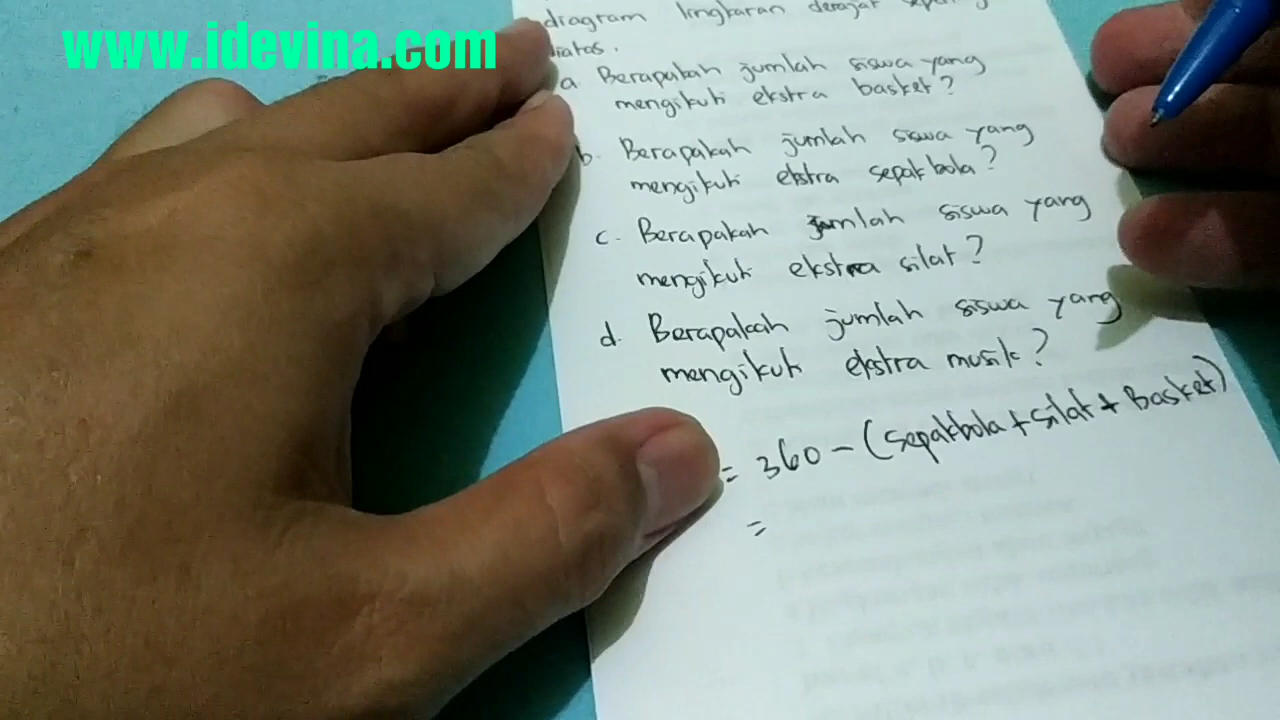 www.idevina.com
diagram lingkaran derajat
diatas.
a Berapakah jumlah siswa yang
mengikuti ekstra basket?
b. Berapakah jumlah siswa yang
mengikuti ekstra sepakbola?
c. Berapakah jumlah siswa yang
mengikuti ekstra silat?
d. Berapakah jumlah siswa yang
mengikuti ekstra musik?
= 360 - (sepakbola + silat + Basket)
=